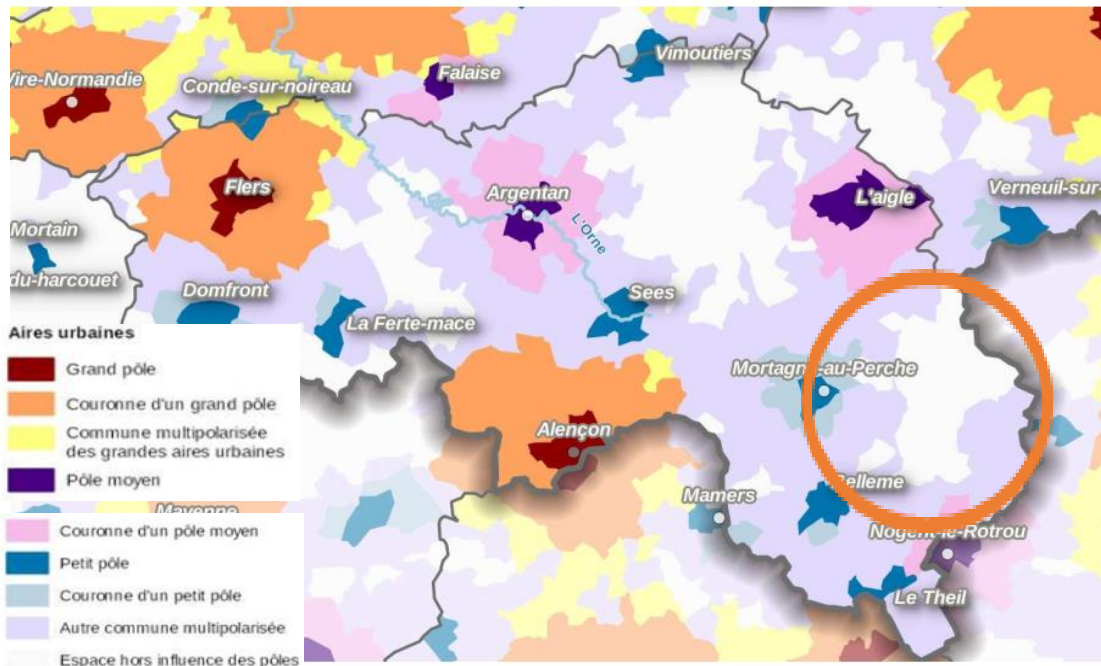 Vimoutiers
Falaise
Vire-Normandie
Conde-sur-noireau
Flers
Argentan
L'aigle
Verneuil-sur-
L'Orne
Mortain
du-harcouet
Domfront
Sees
La Ferte-mace
Mortagne-au-Perche
Alençon
Belleme
Mamers
Mayenne
Nogent-le-Rotrou
Le Theil
Aires urbaines
Grand pôle
Couronne d'un grand pôle
Commune multipolarisée
des grandes aires urbaines
Pôle moyen
Couronne d'un pôle moyen
Petit pôle
Couronne d'un petit pôle
Autre commune multipolarisée
Espace hors influence des pôles